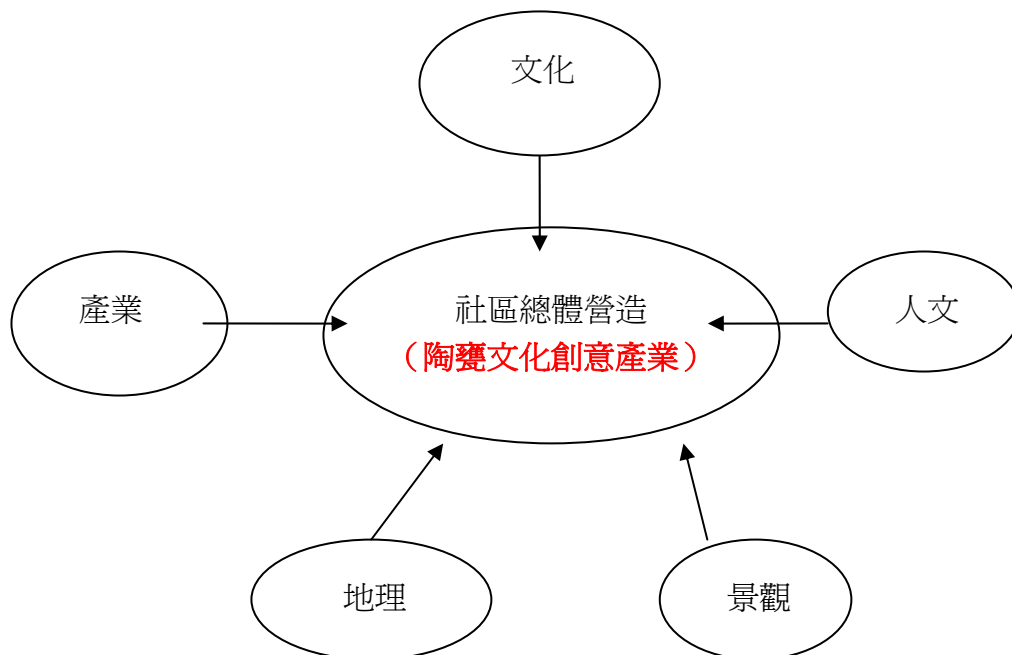 文化
產業
社區總體營造
（陶甕文化創意產業）
人文
地理
景觀